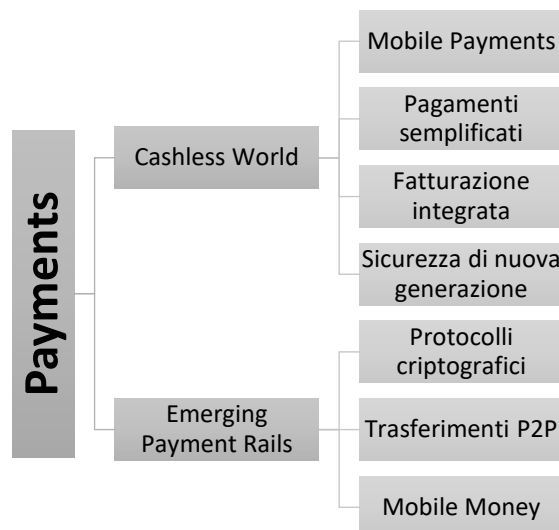 Payments
Cashless World
Mobile Payments
Pagamenti
semplificati
Fatturazione
integrata
Sicurezza di nuova
generazione
Emerging
Payment Rails
Protocolli
criptografici
Trasferimenti P2P
Mobile Money